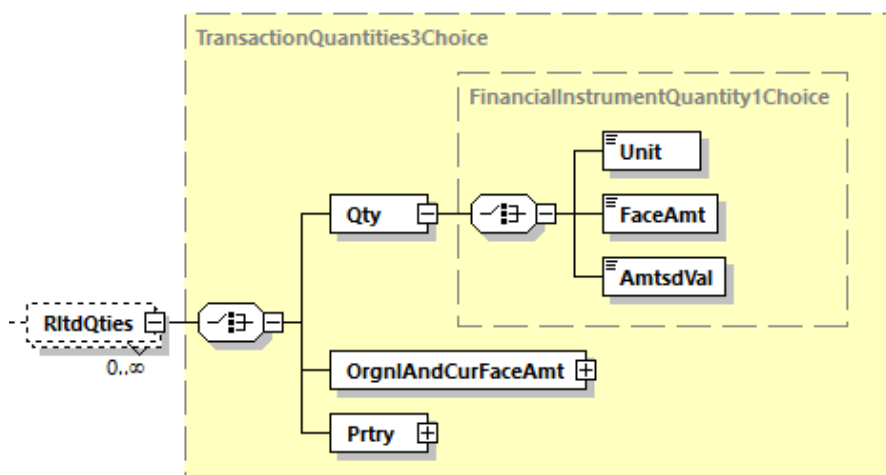 TransactionQuantities3Choice
FinancialInstrumentQuantity1Choice
Unit
Qty
FaceAmt
AmtsdVal
RltdQties
0..∞
OrgnlAndCurFaceAmt
Prtry